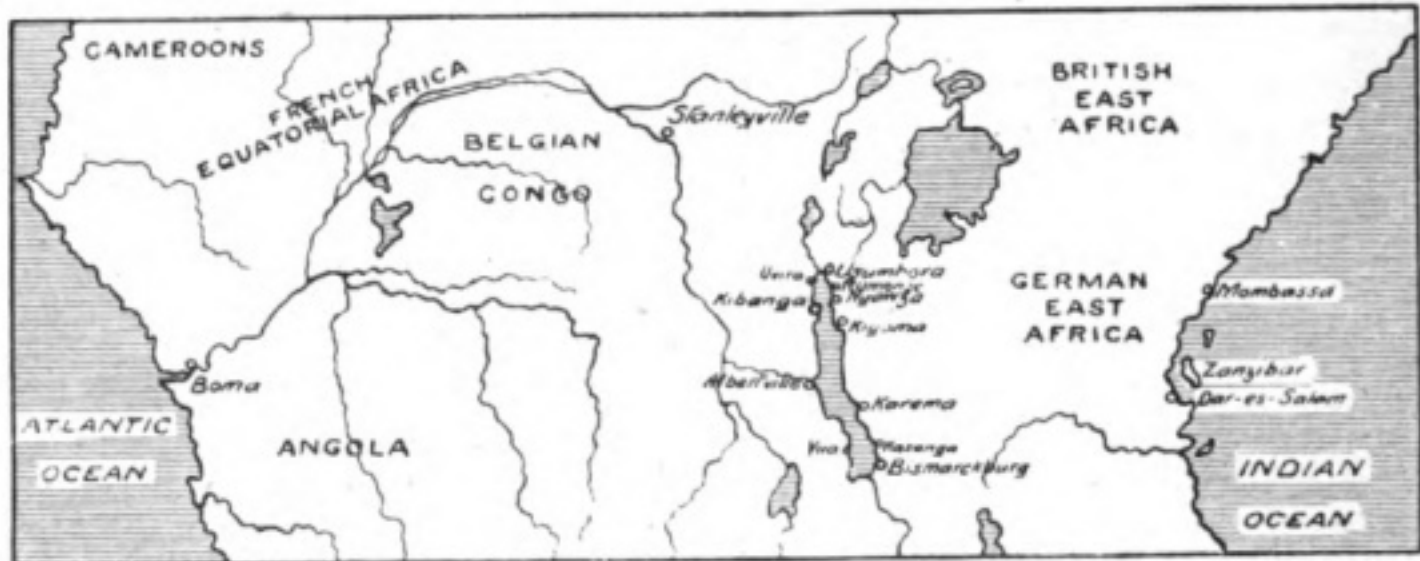 CAMEROONS
FRENCH
EQUATORIAL AFRICA
BELGIAN
CONGO
Stanleyville
BRITISH
EAST
AFRICA
GERMAN
EAST
AFRICA
Mombassa
Kibanga
Zanzibar
Dar-es-Salam
Boma
Karema
ATLANTIC
OCEAN
ANGOLA
Bismarckburg
INDIAN
OCEAN